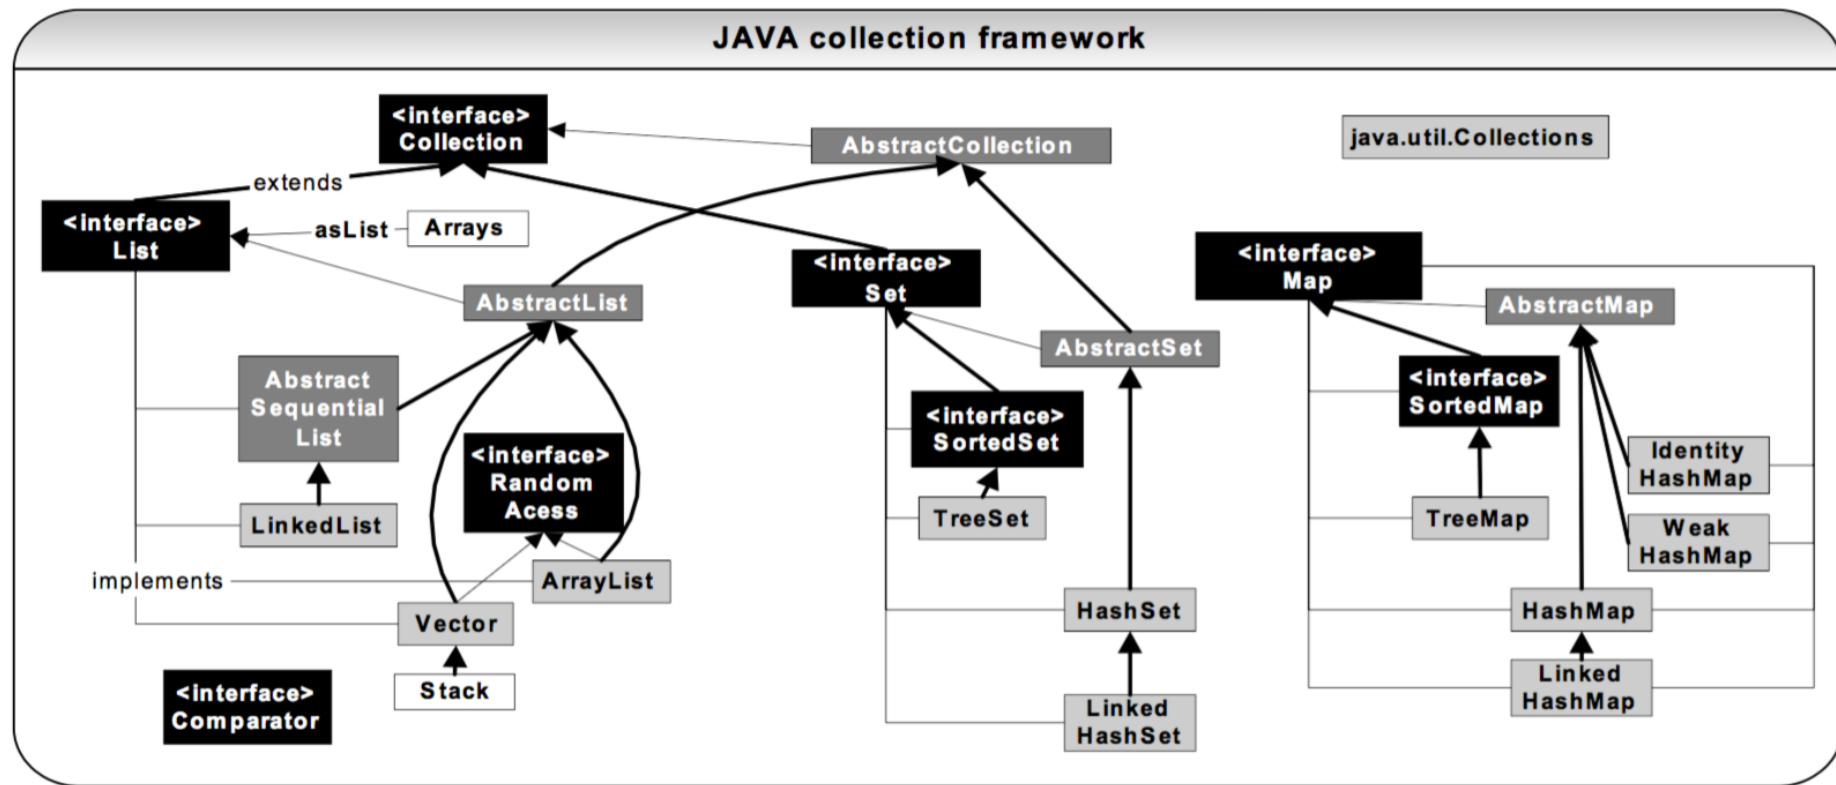 JAVA collection framework
<interface>
Collection
AbstractCollection
java.util.Collections
extends
<interface>
List
asList
Arrays
<interface>
Set
<interface>
Map
AbstractList
AbstractMap
AbstractSet
Abstract
Sequential
List
<interface>
SortedMap
<interface>
SortedSet
<interface>
Random
Acess
Identity
HashMap
LinkedList
TreeSet
TreeMap
Weak
HashMap
implements
ArrayList
Vector
HashSet
HashMap
<interface>
Comparator
Stack
Linked
HashSet
Linked
HashMap